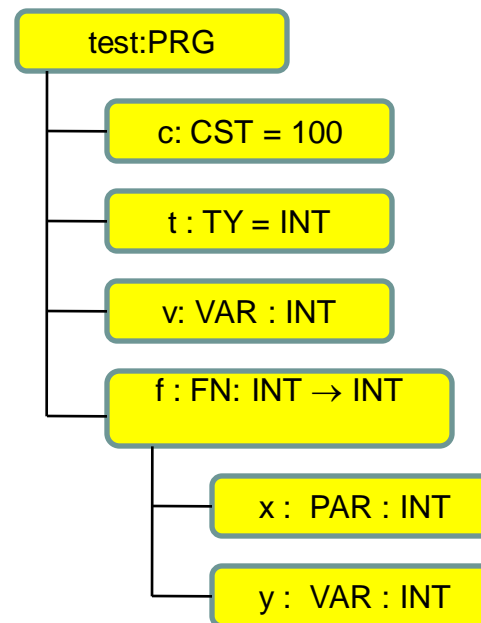 test:PRG
c: CST = 100
t : TY = INT
v: VAR : INT
f : FN: INT → INT
x : PAR : INT
y : VAR : INT